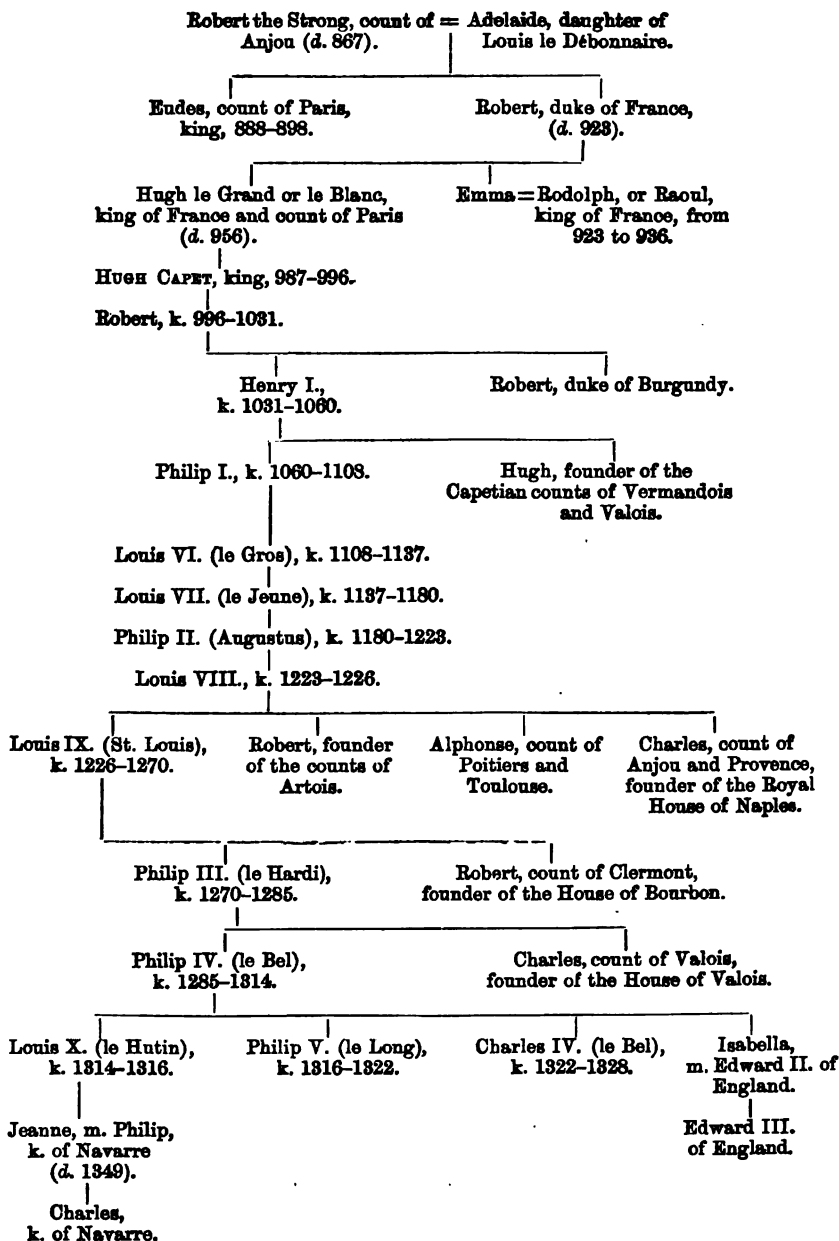 Robert the Strong, count of = Adelaide, daughter of
Anjou (d. 867). Louis le Débonnaire.
Eudes, count of Paris,
king, 888–898.
Robert, duke of France,
(d. 923).
Hugh le Grand or le Blanc,
king of France and count of Paris
(d. 956).
Emma = Rodolph, or Raoul,
king of France, from
923 to 936.
HUGH CAPET, king, 987–996.
Robert, k. 996–1031.
Henry I.,
k. 1031–1060.
Robert, duke of Burgundy.
Philip I., k. 1060–1108.
Hugh, founder of the
Capetian counts of Vermandois
and Valois.
Louis VI. (le Gros), k. 1108–1137.
Louis VII. (le Jeune), k. 1137–1180.
Philip II. (Augustus), k. 1180–1223.
Louis VIII., k. 1223–1226.
Louis IX. (St. Louis),
k. 1226–1270.
Robert, founder
of the counts of
Artois.
Alphonse, count of
Poitiers and
Toulouse.
Charles, count of
Anjou and Provence,
founder of the Royal
House of Naples.
Philip III. (le Hardi),
k. 1270–1285.
Robert, count of Clermont,
founder of the House of Bourbon.
Philip IV. (le Bel),
k. 1285–1314.
Charles, count of Valois,
founder of the House of Valois.
Louis X. (le Hutin),
k. 1314–1316.
Philip V. (le Long),
k. 1316–1322.
Charles IV. (le Bel),
k. 1322–1328.
Isabella,
m. Edward II. of
England.
Jeanne, m. Philip,
k. of Navarre
(d. 1349).
Edward III.
of England.
Charles,
k. of Navarre.